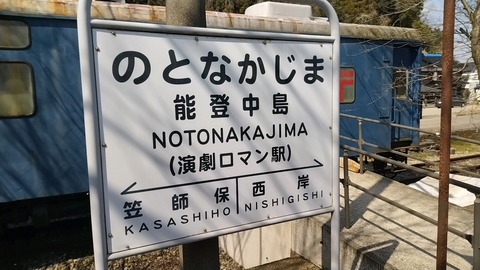 のとなかじま
能登中島
NOTONAKAJIMA
(演劇ロマン駅)
笠師保 西岸
KASASHIHO NISHIGISHI